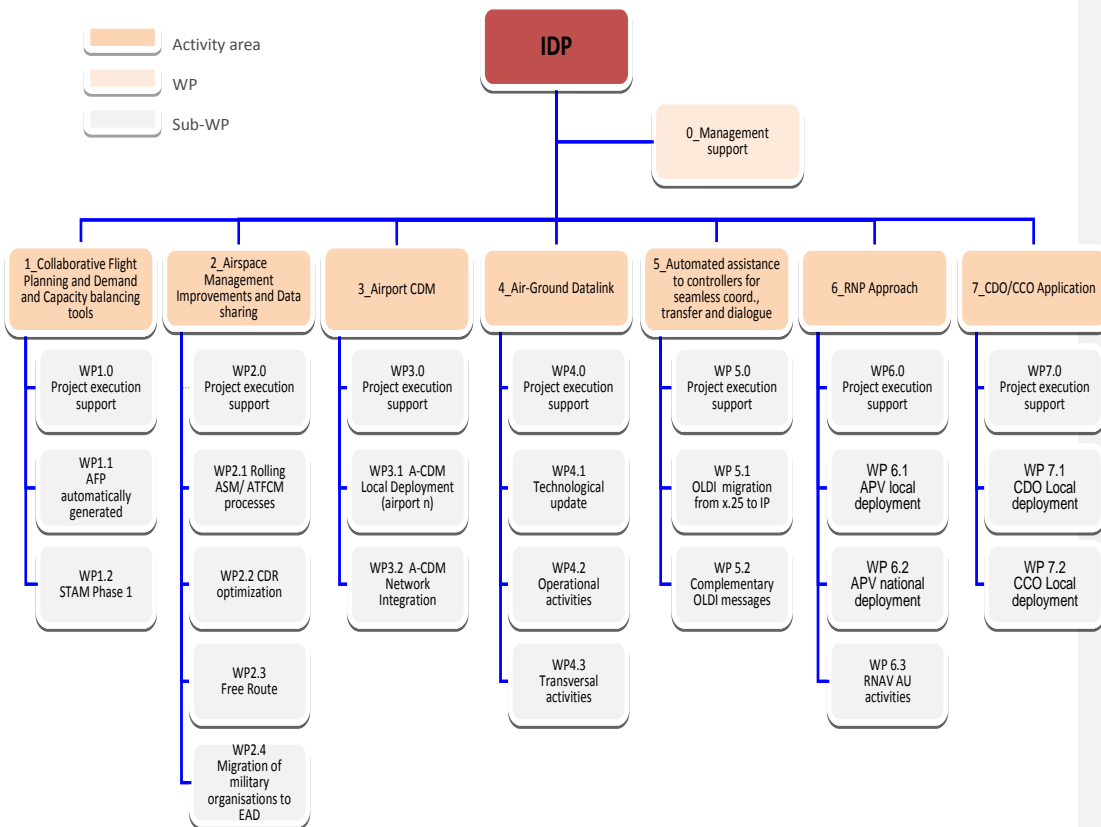 IDP
Activity area
WP
Sub-WP
0_Management
support
1_Collaborative Flight
Planning and Demand
and Capacity balancing
tools
2_Airspace
Management
Improvements and Data
sharing
3_Airport CDM
4_Air-Ground Datalink
5_Automated assistance
to controllers for
seamless coord.,
transfer and dialogue
6_RNP Approach
7_CDO/CCO Application
WP1.0
Project execution
support
WP1.1
AFP
automatically
generated
WP1.2
STAM Phase 1
WP2.0
Project execution
support
WP2.1 Rolling
ASM/ ATFCM
processes
WP2.2 CDR
optimization
WP2.3
Free Route
WP2.4
Migration of
military
organisations to
EAD
WP3.0
Project execution
support
WP3.1 A-CDM
Local Deployment
(airport n)
WP3.2 A-CDM
Network
Integration
WP4.0
Project execution
support
WP4.1
Technological
update
WP4.2
Operational
activities
WP4.3
Transversal
activities
WP 5.0
Project execution
support
WP 5.1
OLDI migration
from x.25 to IP
WP 5.2
Complementary
OLDI messages
WP6.0
Project execution
support
WP 6.1
APV local
deployment
WP 6.2
APV national
deployment
WP 6.3
RNAV AU
activities
WP7.0
Project execution
support
WP 7.1
CDO Local
deployment
WP 7.2
CCO Local
deployment